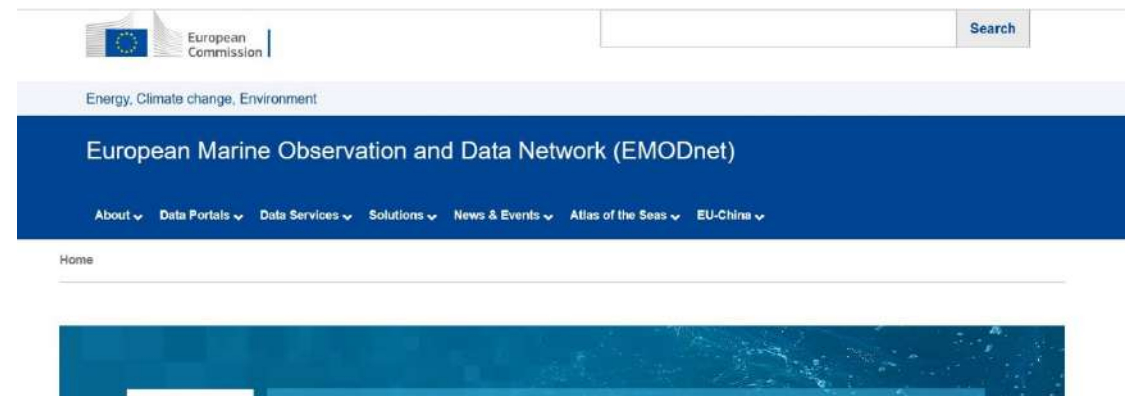 European
Commission
Search
Energy, Climate change, Environment
European Marine Observation and Data Network (EMODnet)
About Data Portals Data Services Solutions News & Events Atlas of the Seas EU-China
Home